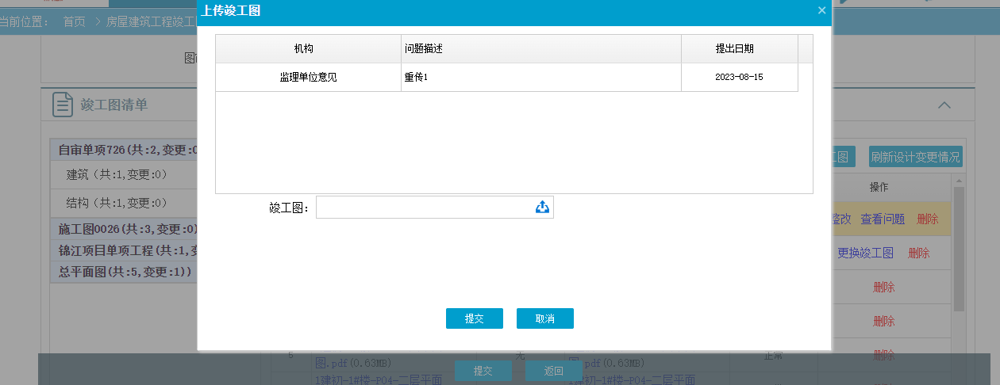 上传竣工图
当前位置： 首页 > 房屋建筑工程竣工
机构 问题描述 提出日期
监理单位意见 重传1 2023-08-15
竣工图清单
自审单项726(共:2,变更:0
工图 刷新设计变更情况
建筑（共:1,变更:0）
操作
结构（共:1,变更:0）
竣工图：
整改 查看问题 删除
施工图0026(共:3,变更:0)
锦江项目单项工程(共:1,变
更换竣工图 删除
总平面图(共:5,变更:1))
删除
提交 取消
删除
5 无 正常 删除
图.pdf(0.63MB) 图.pdf(0.63MB)
提交 返回
1建初-1#楼-P04-二层平面 1建初-1#楼-P04-二层平面